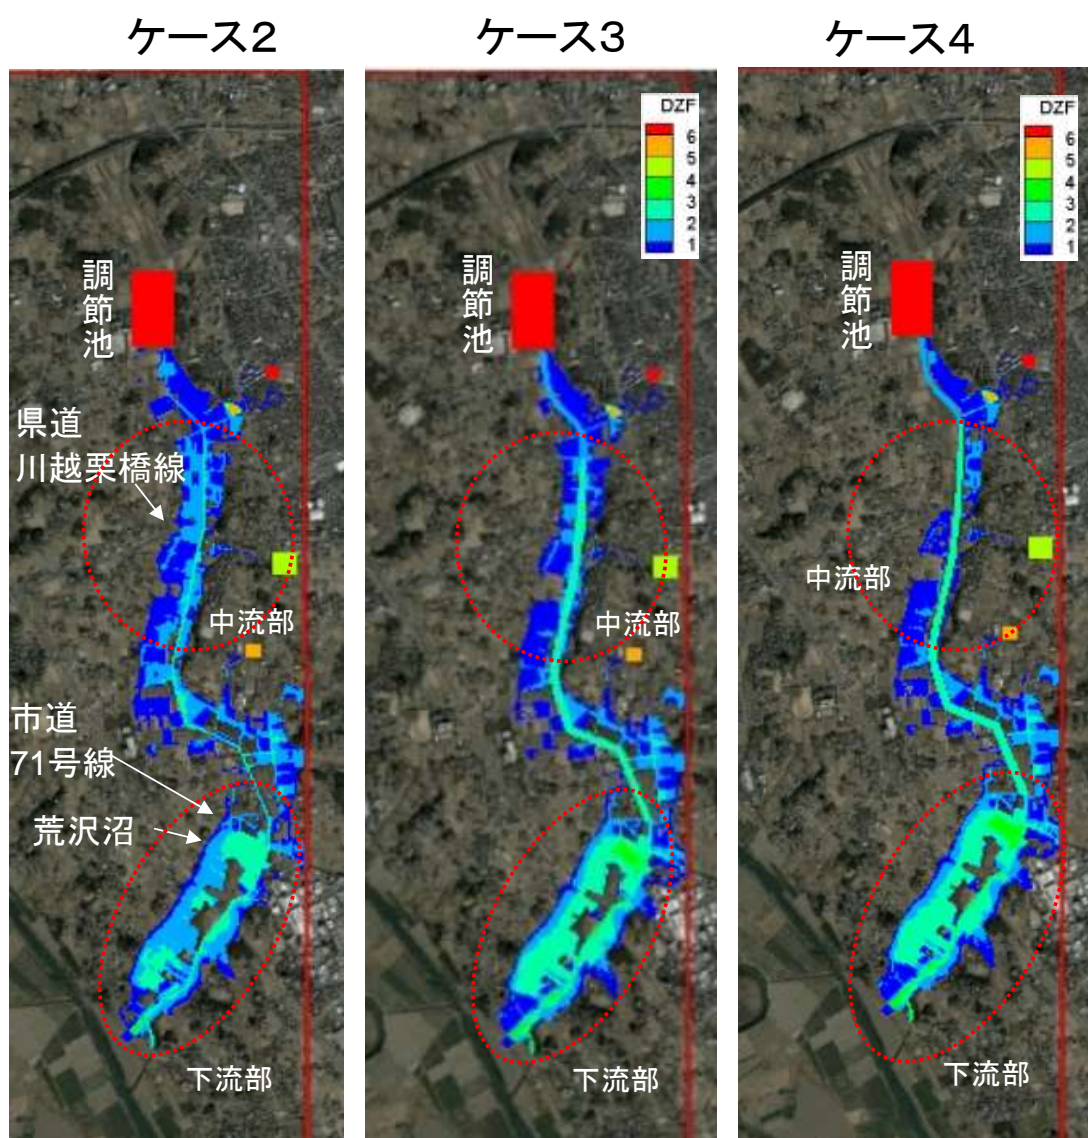 ケース2
ケース3
ケース4
調節池
県道
川越栗橋線
中流部
市道
71号線
荒沢沼
下流部
DZF
6
5
4
3
2
1
調節池
中流部
下流部
DZF
6
5
4
3
2
1
調節池
中流部
下流部